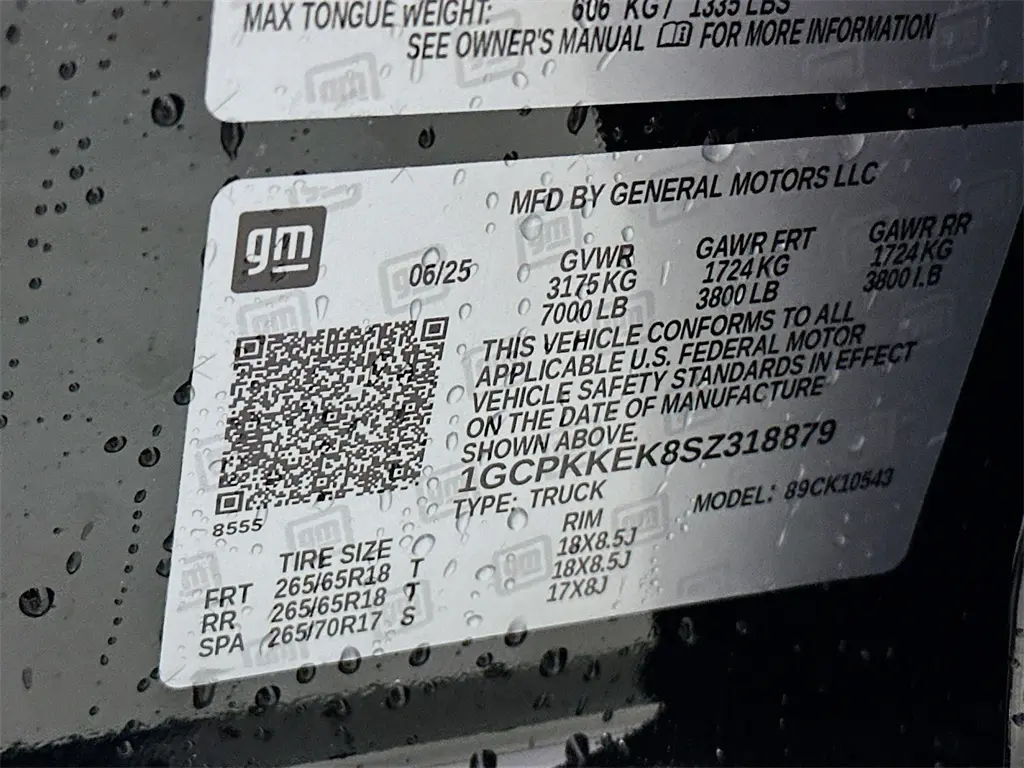 MAX TONGUE WEIGHT: 606 KG / 1335 LBS
SEE OWNER'S MANUAL FOR MORE INFORMATION
gm
MFD BY GENERAL MOTORS LLC
06/25
GVWR GAWR FRT GAWR RR
3175 KG 1724 KG 1724 KG
7000 LB 3800 LB 3800 LB
THIS VEHICLE CONFORMS TO ALL
APPLICABLE U.S. FEDERAL MOTOR
VEHICLE SAFETY STANDARDS IN EFFECT
ON THE DATE OF MANUFACTURE
SHOWN ABOVE.
1GCPKKEK8SZ318879
TYPE: TRUCK MODEL: 89CK10543
8555
TIRE SIZE RIM
FRT 265/65R18 T 18X8.5J
RR 265/65R18 T 18X8.5J
SPA 265/70R17 S 17X8J